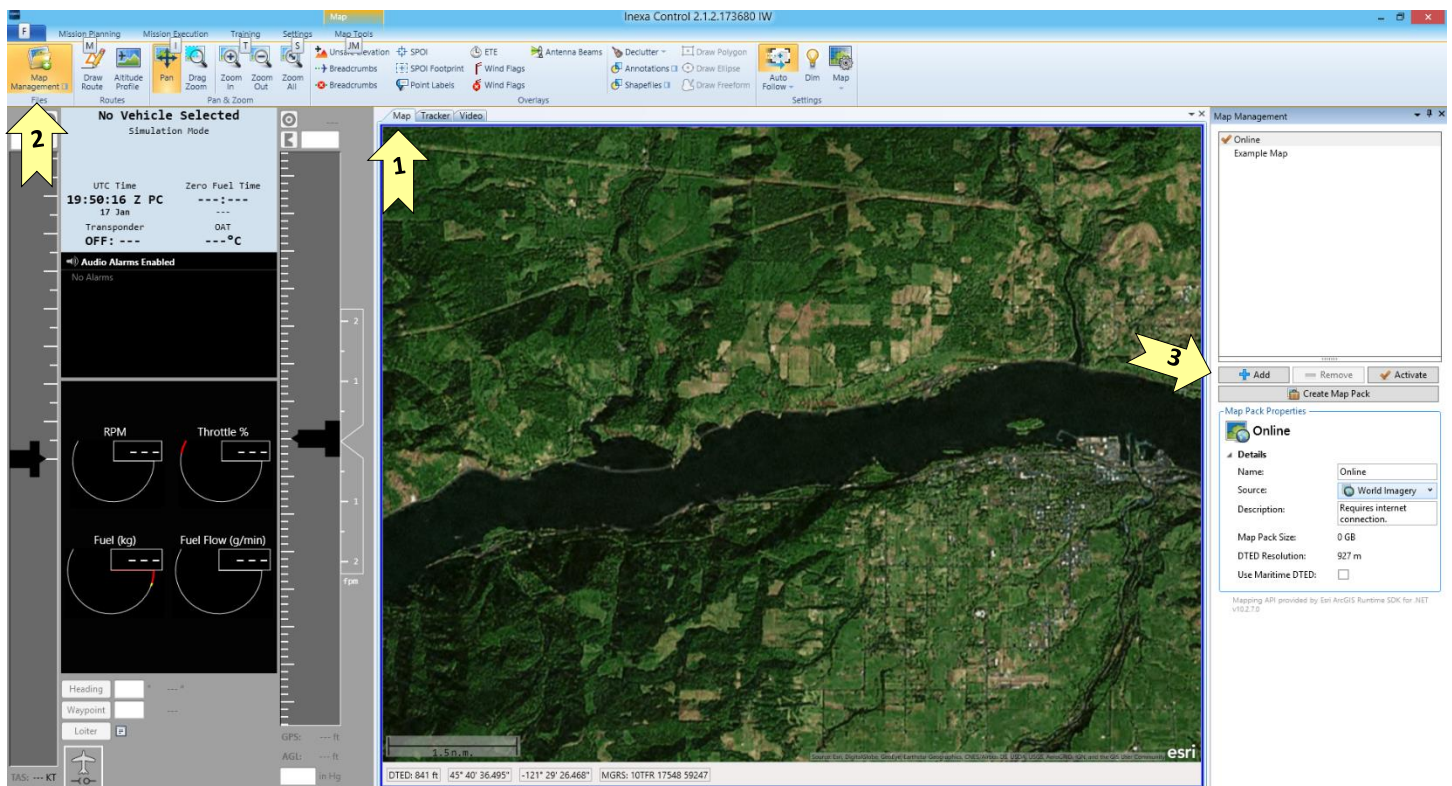 Map
Inexa Control 2.1.2.173680 IW
F
Mission Planning Mission Execution Training Settings Map Tools
M I T S JM
Map Management
Draw Route
Altitude Profile
Pan
Drag Zoom
Zoom In
Zoom Out
Zoom All
Breadcrumbs
Breadcrumbs
SPOI
SPOI Footprint
Point Labels
ETE
Wind Flags
Wind Flags
Antenna Beams
Declutter
Annotations
Shapefiles
Draw Polygon
Draw Ellipse
Draw Freeform
Auto Follow
Dim
Map
Files Routes Pan & Zoom Overlays Settings
2
No Vehicle Selected
Simulation Mode
UTC Time Zero Fuel Time
19:50:16 Z PC ---:---
17 Jan ---
Transponder OAT
OFF: --- ---°C
Audio Alarms Enabled
No Alarms
RPM Throttle %
--- ---
Fuel (kg) Fuel Flow (g/min)
--- ---
Heading ° ---°
Waypoint ---
Loiter P
TAS: --- KT
---
2
1
1
2
fpm
GPS: --- ft
AGL: --- ft
in Hg
Map Tracker Video
1
1.5n.m.
esri
DTED: 841 ft 45° 40' 36.495" -121° 29' 26.468" MGRS: 10TFR 17548 59247
Map Management
Online
Example Map
3
Add Remove Activate
Create Map Pack
Map Pack Properties
Online
Details
Name: Online
Source: World Imagery
Description: Requires internet connection.
Map Pack Size: 0 GB
DTED Resolution: 927 m
Use Maritime DTED:
Mapping API provided by Esri ArcGIS Runtime SDK for .NET
v10.2.7.0